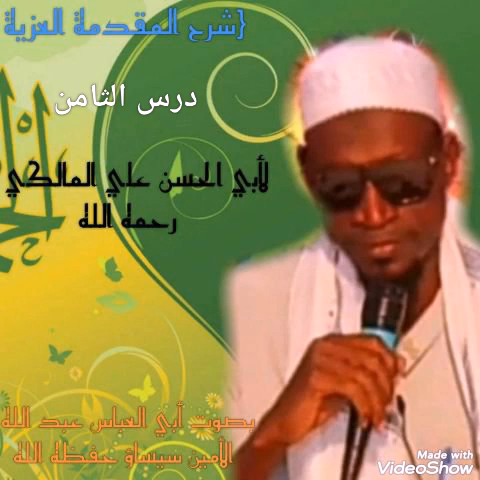 {شرح المقدمة العزية
درس الثامن
لأبي الحسن علي المالكي
رحمه الله
بصوت أبي العباس عبد الله
الأمين سيساو حفظه الله
Made with
VideoShow